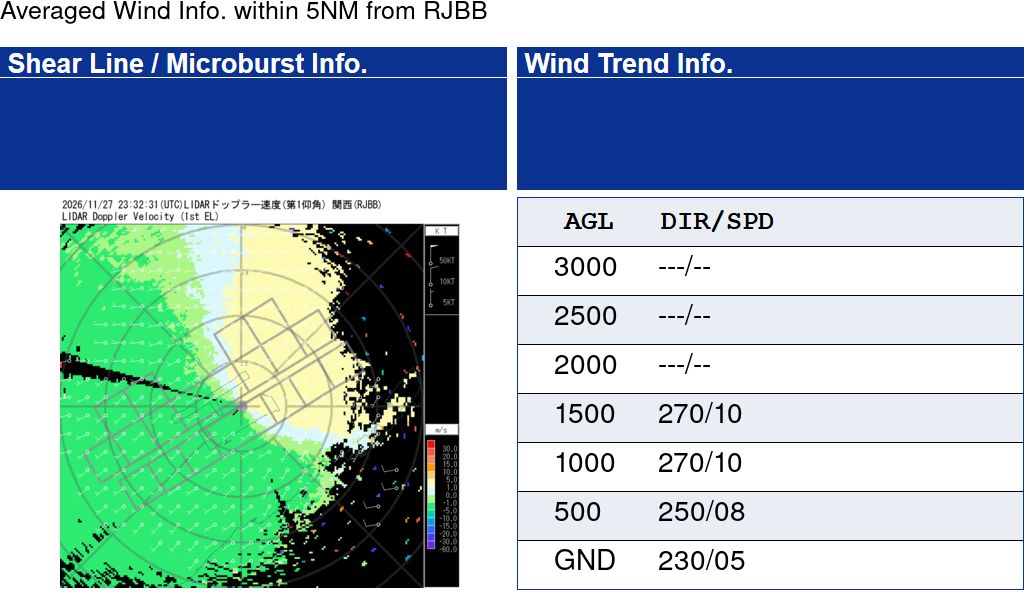 Averaged Wind Info. within 5NM from RJBB
Shear Line / Microburst Info.
Wind Trend Info.
2026/11/27 23:32:31(UTC)LIDARドップラー速度(第1仰角) 関西(RJBB)
LIDAR Doppler Velocity (1st EL)
KT
50KT
10KT
5KT
m/s
30.0
20.0
15.0
10.0
5.0
1.0
0.0
-1.0
-5.0
-10.0
-15.0
-20.0
-30.0
-60.0
AGL DIR/SPD
3000 ---/--
2500 ---/--
2000 ---/--
1500 270/10
1000 270/10
500 250/08
GND 230/05